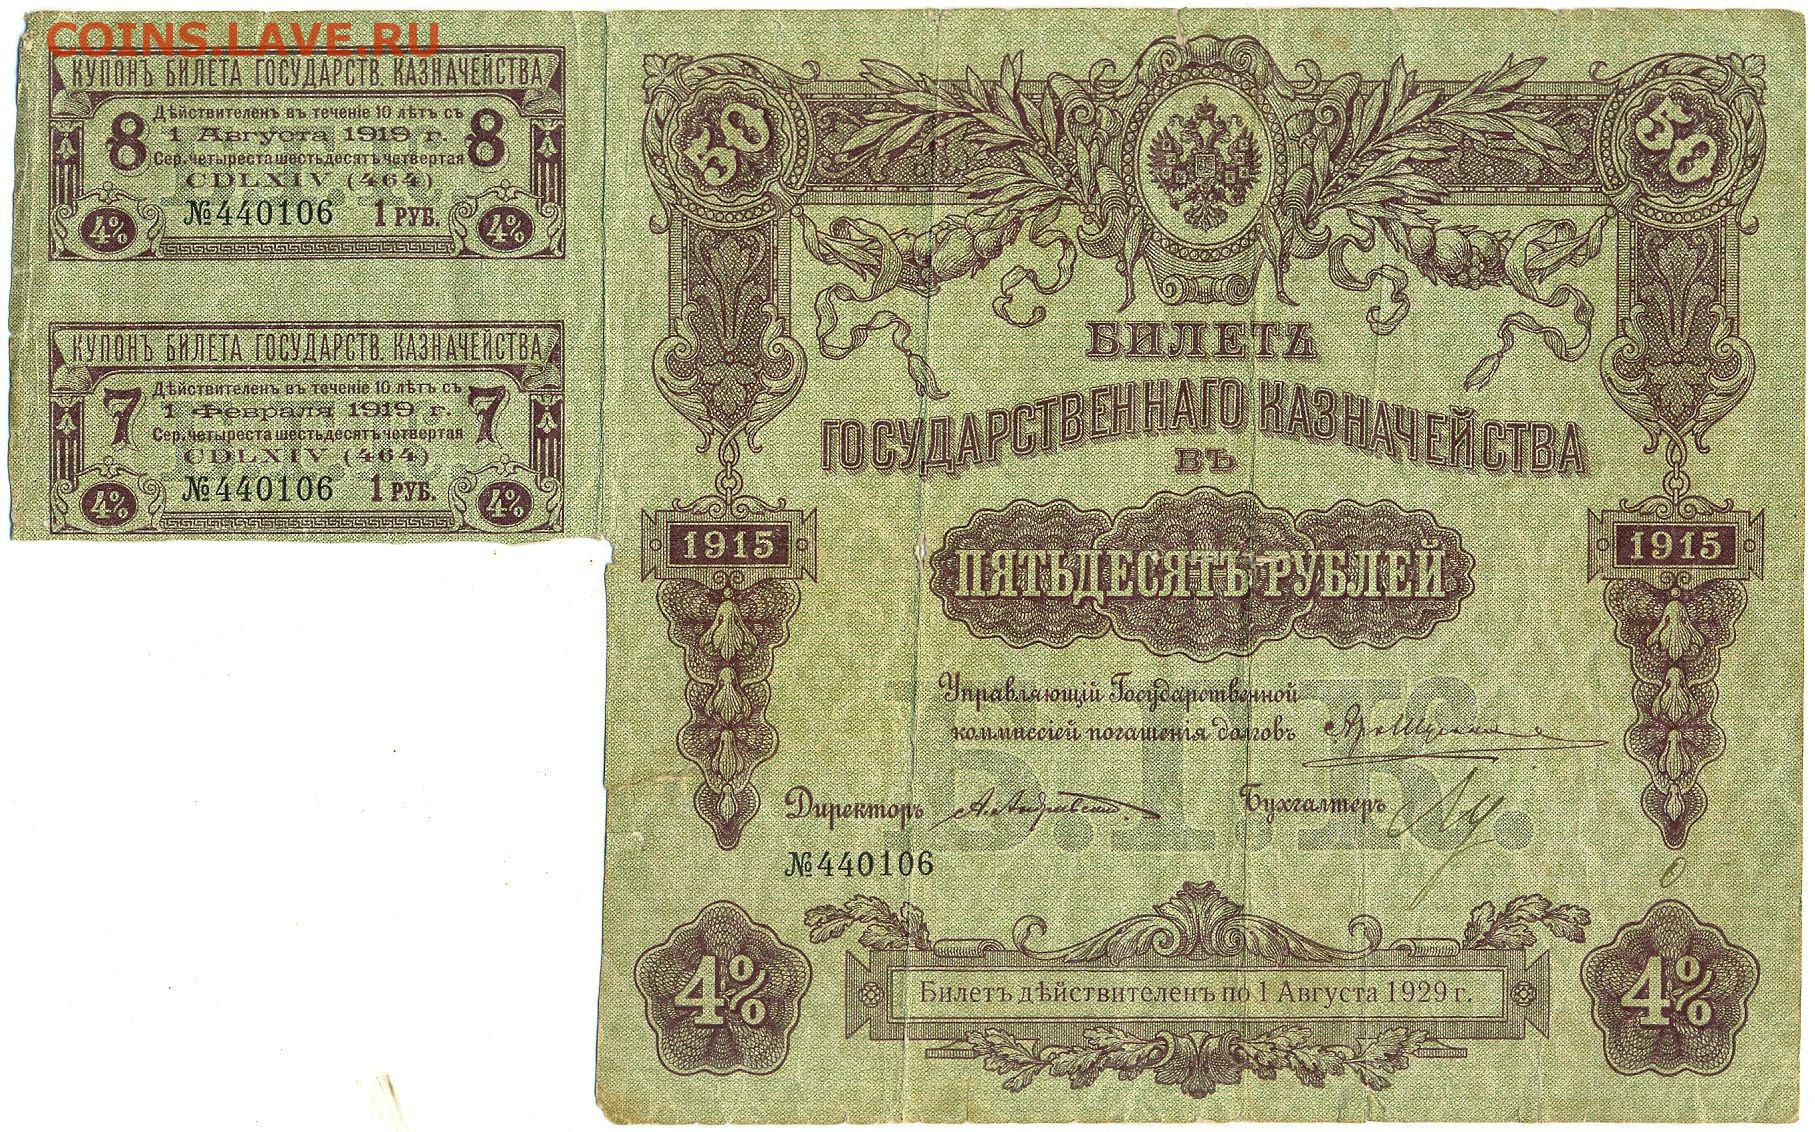 COINS.LAVE.RU
КУПОНЪ БИЛЕТА ГОСУДАРСТВ. КАЗНАЧЕЙСТВА
8 Дѣйствителенъ въ теченіе 10 лѣтъ съ 8
1 Августа 1919 г.
Сер. четыреста шестьдесятъ четвертая
CDLXIV (464)
4% №440106 1 РУБ. 4%
КУПОНЪ БИЛЕТА ГОСУДАРСТВ. КАЗНАЧЕЙСТВА
7 Дѣйствителенъ въ теченіе 10 лѣтъ съ 7
1 Февраля 1919 г.
Сер. четыреста шестьдесятъ четвертая
CDLXIV (464)
4% №440106 1 РУБ. 4%
50 50
БИЛЕТЪ
ГОСУДАРСТВЕННАГО КАЗНАЧЕЙСТВА
ВЪ
1915 1915
ПЯТЬДЕСЯТЪ РУБЛЕЙ
Управляющій Государственной
коммиссіей погашенія долговъ
Директоръ Бухгалтеръ
Б.Г.К.
№440106
4% 4%
Билетъ дѣйствителенъ по 1 Августа 1929 г.